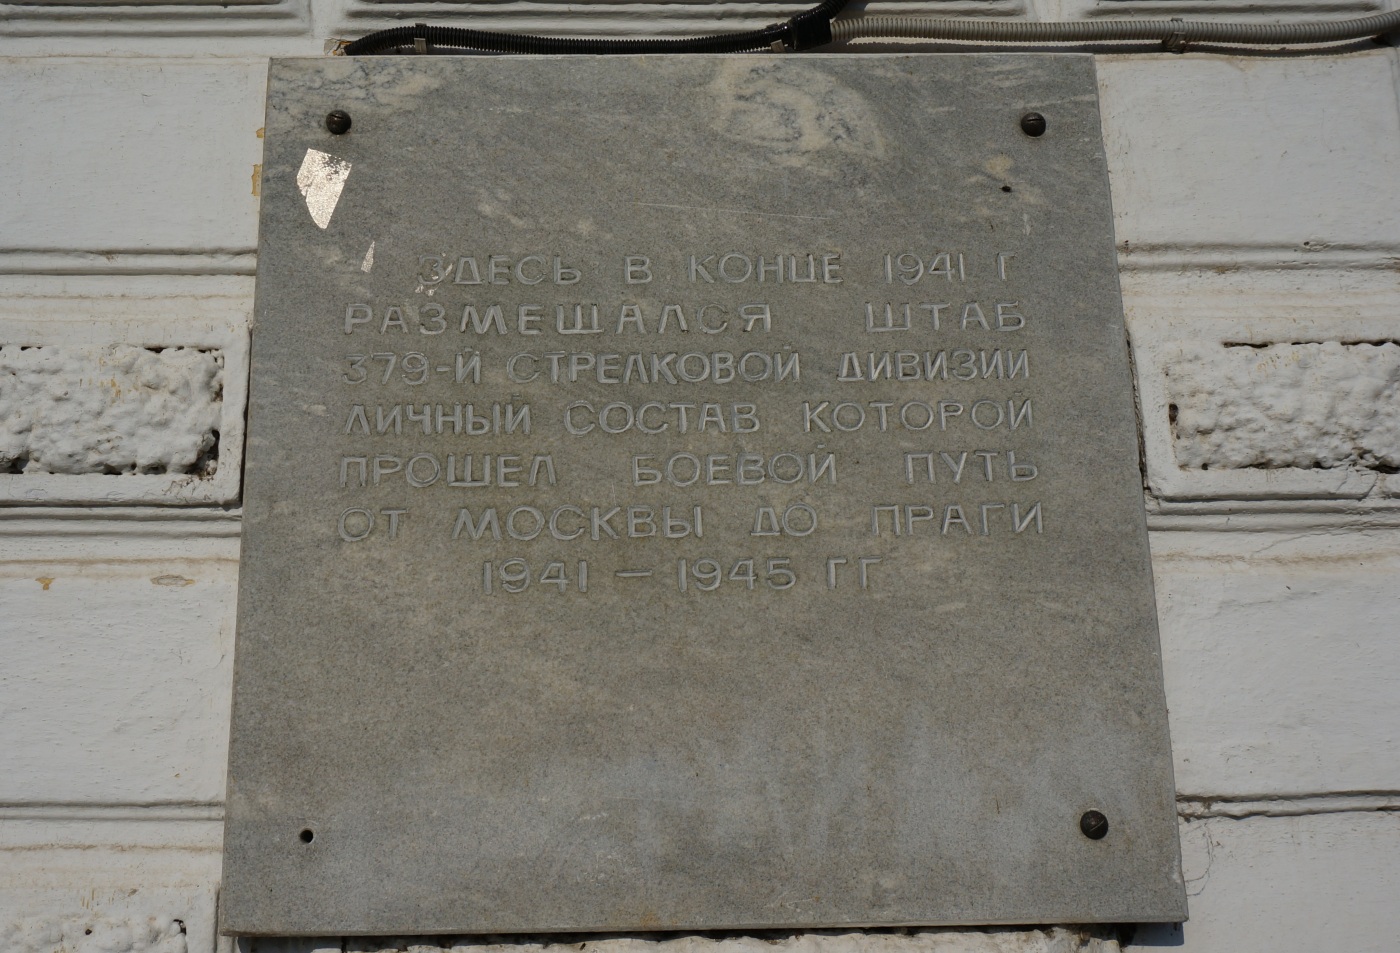 ЗДЕСЬ В КОНЦЕ 1941 Г
РАЗМЕЩАЛСЯ ШТАБ
379-Й СТРЕЛКОВОЙ ДИВИЗИИ
ЛИЧНЫЙ СОСТАВ КОТОРОЙ
ПРОШЕЛ БОЕВОЙ ПУТЬ
ОТ МОСКВЫ ДО ПРАГИ
1941 — 1945 ГГ